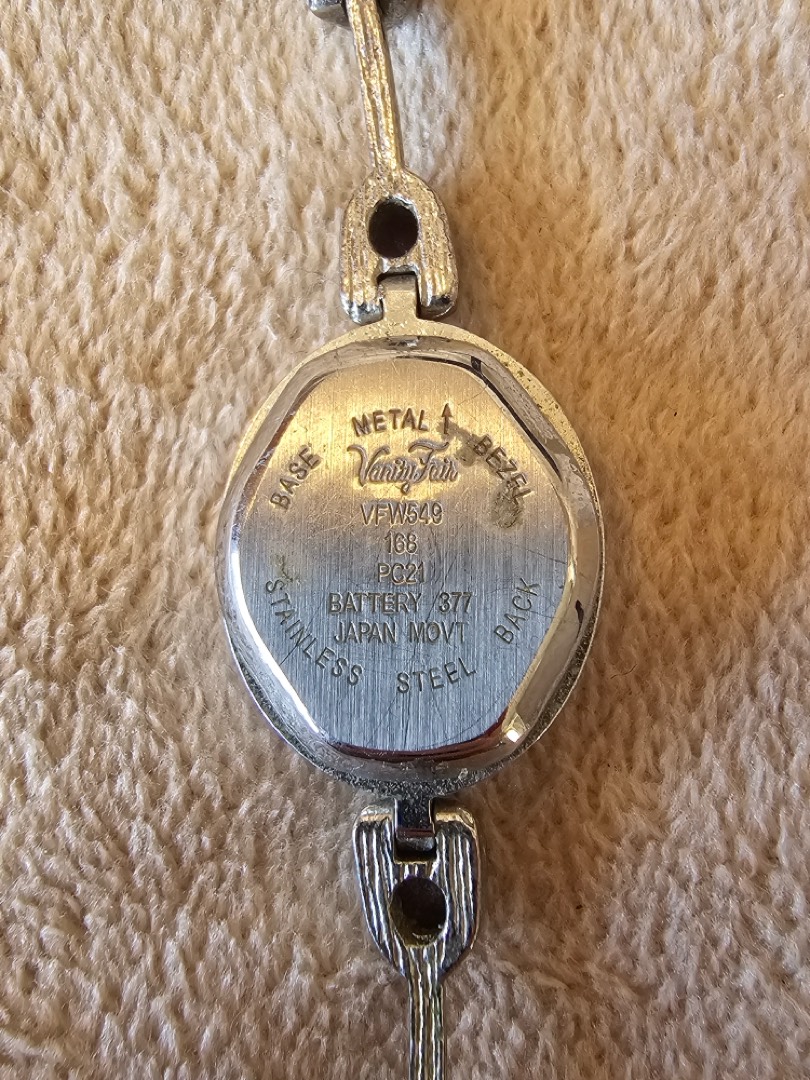 BASE METAL ↑ BEZEL
Vanity Fair
VFW549
168
PC21
BATTERY 377
JAPAN MOVT
STAINLESS STEEL BACK